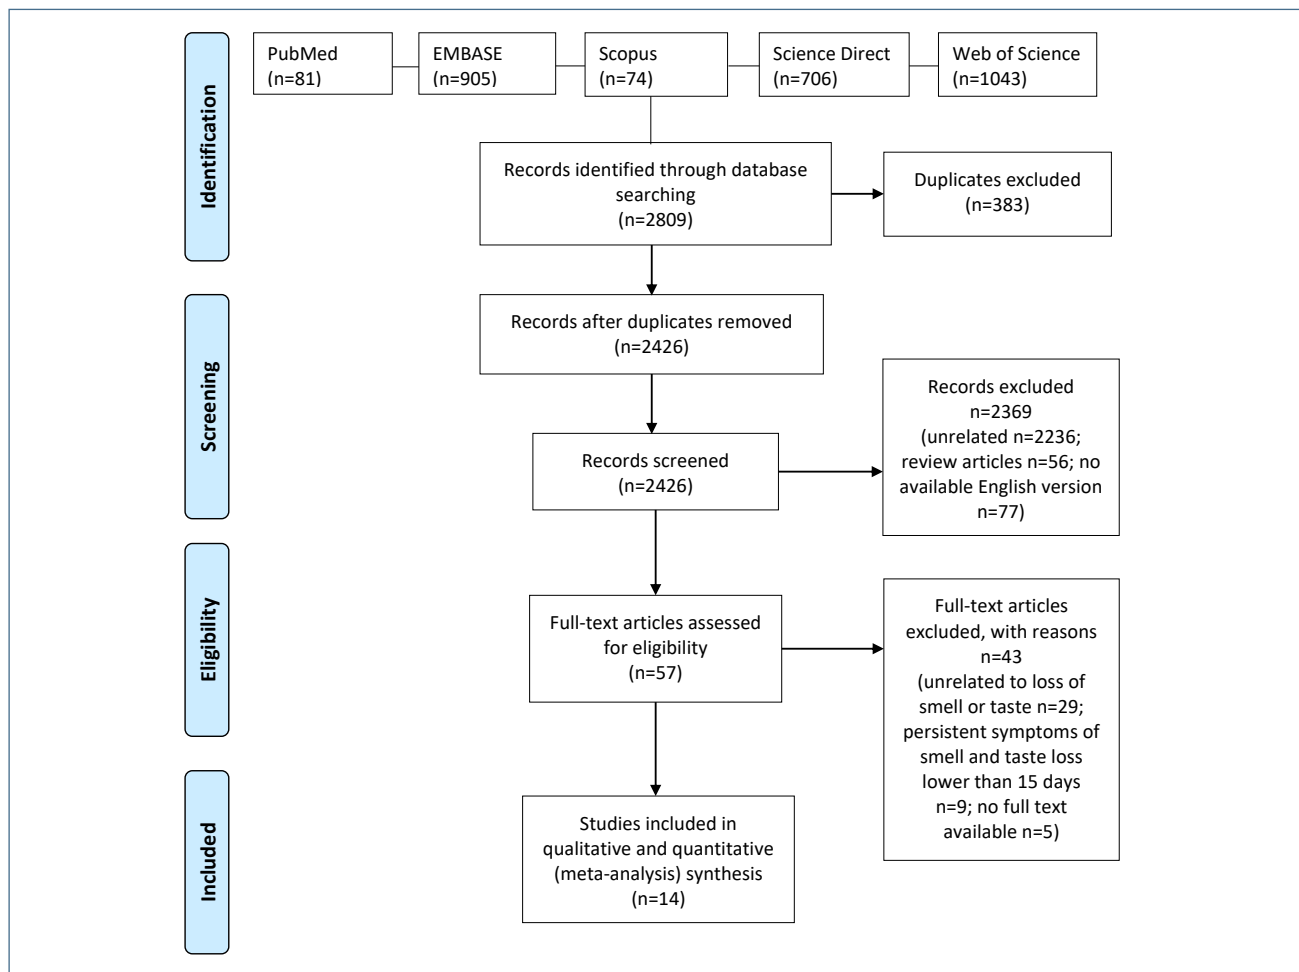 PubMed
(n=81)
EMBASE
(n=905)
Scopus
(n=74)
Science Direct
(n=706)
Web of Science
(n=1043)
Identification
Records identified through database
searching
(n=2809)
Duplicates excluded
(n=383)
Screening
Records after duplicates removed
(n=2426)
Records screened
(n=2426)
Records excluded
n=2369
(unrelated n=2236;
review articles n=56; no
available English version
n=77)
Eligibility
Full-text articles assessed
for eligibility
(n=57)
Full-text articles
excluded, with reasons
n=43
(unrelated to loss of
smell or taste n=29;
persistent symptoms of
smell and taste loss
lower than 15 days
n=9; no full text
available n=5)
Included
Studies included in
qualitative and quantitative
(meta-analysis) synthesis
(n=14)